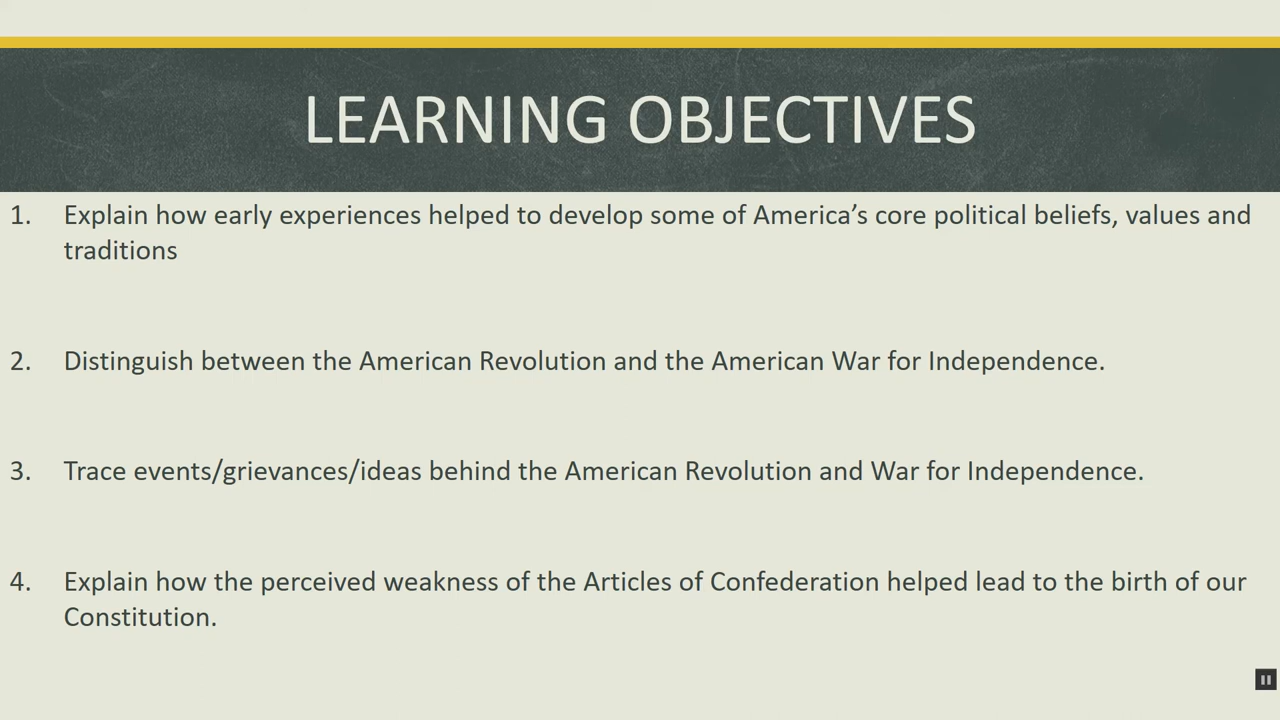 LEARNING OBJECTIVES
1. Explain how early experiences helped to develop some of America’s core political beliefs, values and
traditions
2. Distinguish between the American Revolution and the American War for Independence.
3. Trace events/grievances/ideas behind the American Revolution and War for Independence.
4. Explain how the perceived weakness of the Articles of Confederation helped lead to the birth of our
Constitution.